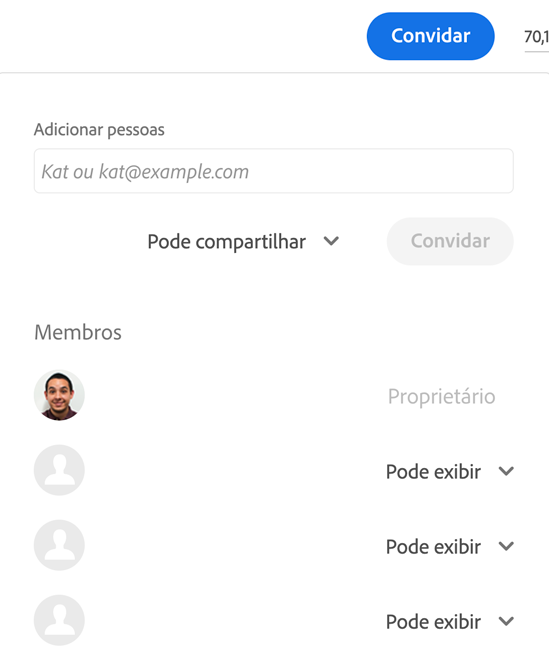 Convidar
70,1
Adicionar pessoas
Kat ou kat@example.com
Pode compartilhar
Convidar
Membros
Proprietário
Pode exibir
Pode exibir
Pode exibir